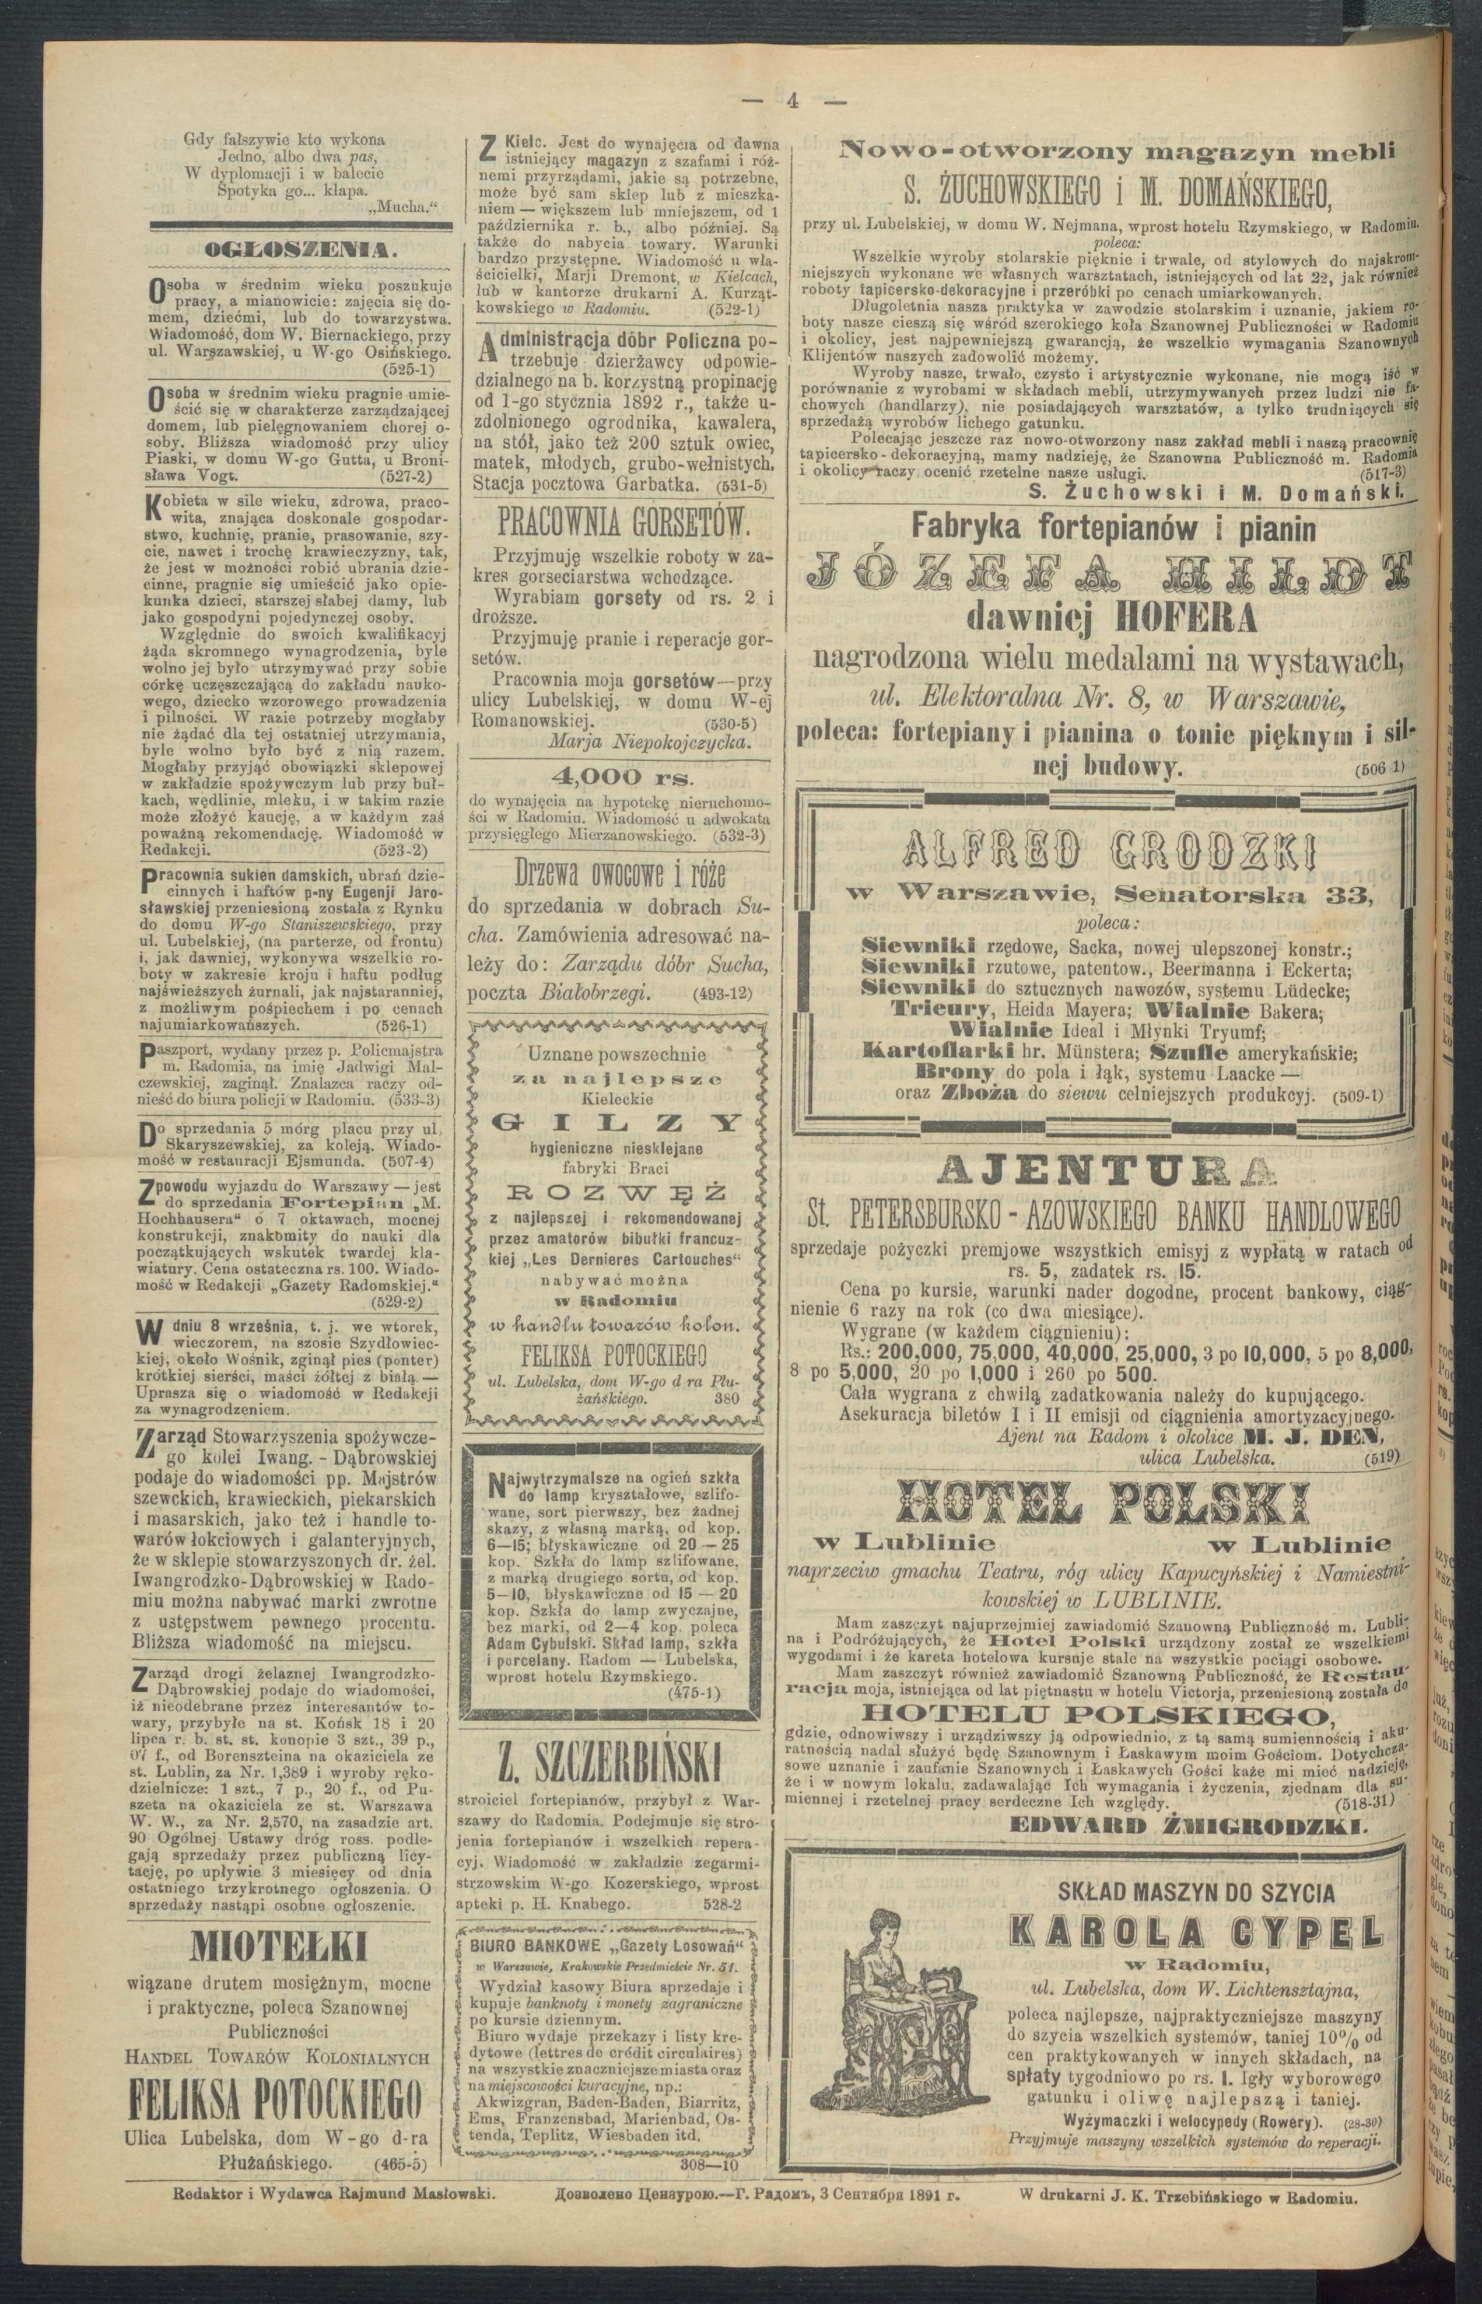 — 4 —
Gdy fałszywie kto wykona
Jedno, albo dwa pas,
W dyplomacji i w balecie
Spotyka go... klapa.
„Mucha.“
OGŁOSZENIA.
Osoba w średnim wieku poszukuje
pracy, a mianowicie: zajęcia się do-
mem, dziećmi, lub do towarzystwa.
Wiadomość, dom W. Biernackiego, przy
ul. Warszawskiej, u W-go Osińskiego.
(525-1)
Osoba w średnim wieku pragnie umie-
ścić się w charakterze zarządzającej
domem, lub pielęgnowaniem chorej o-
soby. Bliższa wiadomość przy ulicy
Piaski, w domu W-go Gutta, u Broni-
sława Vogt. (527-2)
Kobieta w sile wieku, zdrowa, praco-
wita, znająca doskonale gospodar-
stwo, kuchnię, pranie, prasowanie, szy-
cie, nawet i trochę krawieczyzny, tak,
że jest w możności robić ubrania dzie-
cinne, pragnie się umieścić jako opie-
kunka dzieci, starszej słabej damy, lub
jako gospodyni pojedynczej osoby.
Względnie do swoich kwalifikacyj
żąda skromnego wynagrodzenia, byle
wolno jej było utrzymywać przy sobie
córkę uczęszczającą do zakładu nauko-
wego, dziecko wzorowego prowadzenia
i pilności. W razie potrzeby mogłaby
nie żądać dla tej ostatniej utrzymania,
byle wolno było być z nią razem.
Mogłaby przyjąć obowiązki sklepowej
w zakładzie spożywczym lub przy buł-
kach, wędlinie, mleku, i w takim razie
może złożyć kaucję, a w każdym zaś
poważną rekomendację. Wiadomość w
Redakcji. (523-2)
Pracownia sukien damskich, ubrań dzie-
cinnych i haftów p-ny Eugenji Jaro-
sławskiej przeniesioną została z Rynku
do domu W-go Staniszewskiego, przy
ul. Lubelskiej, (na parterze, od frontu)
i, jak dawniej, wykonywa wszelkie ro-
boty w zakresie kroju i haftu podług
najświeższych żurnali, jak najstaranniej,
z możliwym pośpiechem i po cenach
najumiarkowańszych. (526-1)
Paszport, wydany przez p. Policmajstra
m. Radomia, na imię Jadwigi Mal-
czewskiej, zaginął. Znalazca raczy od-
nieść do biura policji w Radomiu. (533-3)
Do sprzedania 5 mórg placu przy ul.
Skaryszewskiej, za koleją. Wiado-
mość w restauracji Ejsmunda. (507-4)
Z powodu wyjazdu do Warszawy — jest
do sprzedania Fortepian „M.
Hochhausera“ o 7 oktawach, mocnej
konstrukcji, znakomity do nauki dla
początkujących wskutek twardej kla-
wiatury. Cena ostateczna rs. 100. Wiado-
mość w Redakcji „Gazety Radomskiej.“
(529-2)
W dniu 8 września, t. j. we wtorek,
wieczorem, na szosie Szydłowiec-
kiej, około Wośnik, zginął pies (ponter)
krótkiej sierści, maści żółtej z białą. —
Uprasza się o wiadomość w Redakcji
za wynagrodzeniem.
Zarząd Stowarzyszenia spożywcze-
go kolei Iwang. - Dąbrowskiej
podaje do wiadomości pp. Majstrów
szewckich, krawieckich, piekarskich
i masarskich, jako też i handle to-
warów łokciowych i galanteryjnych,
że w sklepie stowarzyszonych dr. żel.
Iwangrodzko-Dąbrowskiej w Rado-
miu można nabywać marki zwrotne
z ustępstwem pewnego procentu.
Bliższa wiadomość na miejscu.
Zarząd drogi żelaznej Iwangrodzko-
Dąbrowskiej podaje do wiadomości,
iż nieodebrane przez interesantów to-
wary, przybyłe na st. Końsk 18 i 20
lipca r. b. st. st. konopie 3 szt., 39 p.,
07 f., od Borensztcina na okaziciela ze
st. Lublin, za Nr. 1,389 i wyroby ręko-
dzielnicze: 1 szt., 7 p., 20 f., od Pu-
szeta na okaziciela ze st. Warszawa
W. W., za Nr. 2,570, na zasadzie art.
90 Ogólnej Ustawy dróg ross. podle-
gają sprzedaży przez publiczną licy-
tację, po upływie 3 miesięcy od dnia
ostatniego trzykrotnego ogłoszenia. O
sprzedaży nastąpi osobne ogłoszenie.
MIOTEŁKI
wiązane drutem mosiężnym, mocne
i praktyczne, poleca Szanownej
Publiczności
HANDEL TOWARÓW KOLONIALNYCH
FELIKSA POTOCKIEGO
Ulica Lubelska, dom W-go d-ra
Płużańskiego. (465-5)
Z Kielc. Jest do wynajęcia od dawna
istniejący magazyn z szafami i róż-
nemi przyrządami, jakie są potrzebne,
może być sam sklep lub z mieszka-
niem — większem lub mniejszem, od 1
października r. b., albo później. Są
także do nabycia towary. Warunki
bardzo przystępne. Wiadomość u wła-
ścicielki, Marji Dremont, w Kielcach,
lub w kantorze drukarni A. Kurząt-
kowskiego w Radomiu. (522-1)
Administracja dóbr Policzna po-
trzebuje dzierżawcy odpowie-
dzialnego na b. korzystną propinację
od 1-go stycznia 1892 r., także u-
zdolnionego ogrodnika, kawalera,
na stół, jako też 200 sztuk owiec,
matek, młodych, grubo-wełnistych.
Stacja pocztowa Garbatka. (531-5)
PRACOWNIA GORSETÓW.
Przyjmuję wszelkie roboty w za-
kres gorseciarstwa wchodzące.
Wyrabiam gorsety od rs. 2 i
droższe.
Przyjmuję pranie i reperacje gor-
setów.
Pracownia moja gorsetów—przy
ulicy Lubelskiej, w domu W-ej
Romanowskiej. (530-5)
Marja Niepokojczycka.
4,000 rs.
do wynajęcia na hypotekę nieruchomo-
ści w Radomiu. Wiadomość u adwokata
przysięgłego Mierzanowskiego. (532-3)
Drzewa owocowe i róże
do sprzedania w dobrach Su-
cha. Zamówienia adresować na-
leży do: Zarządu dóbr Sucha,
poczta Białobrzegi. (493-12)
Uznane powszechnie
za najlepsze
Kieleckie
GILZY
hygieniczne niesklejane
fabryki Braci
ROZWĘŻ
z najlepszej i rekomendowanej
przez amatorów bibułki francuz-
kiej „Les Dernieres Cartouches“
nabywać można
w Radomiu
w handlu towarów kolon.
FELIKSA POTOCKIEGO
ul. Lubelska, dom W-go d ra Płu-
żańskiego. 380
Najwytrzymalsze na ogień szkła
do lamp kryształowe, szlifo-
wane, sort pierwszy, bez żadnej
skazy, z własną marką, od kop.
6—15; błyskawiczne od 20 — 25
kop. Szkła do lamp szlifowane,
z marką drugiego sortu, od kop.
5—10, błyskawiczne od 15 — 20
kop. Szkła do lamp zwyczajne,
bez marki, od 2—4 kop. poleca
Adam Cybulski. Skład lamp, szkła
i porcelany. Radom — Lubelska,
wprost hotelu Rzymskiego.
(475-1)
Z. SZCZERBIŃSKI
stroiciel fortepianów, przybył z War-
szawy do Radomia. Podejmuje się stro-
jenia fortepianów i wszelkich repera-
cyj. Wiadomość w zakładzie zegarmi-
strzowskim W-go Kozerskiego, wprost
apteki p. H. Knabego. 528-2
BIURO BANKOWE „Gazety Losowań“
w Warszawie, Krakowskie Przedmieście Nr. 51.
Wydział kasowy Biura sprzedaje i
kupuje banknoty i monety zagraniczne
po kursie dziennym.
Biuro wydaje przekazy i listy kre-
dytowe (lettres de crédit circulaires)
na wszystkie znaczniejsze miasta oraz
na miejscowości kuracyjne, np.:
Akwizgran, Baden-Baden, Biarritz,
Ems, Franzensbad, Marienbad, Os-
tenda, Teplitz, Wiesbaden itd.
308—10
Nowo-otworzony magazyn mebli
S. ŻUCHOWSKIEGO i M. DOMAŃSKIEGO,
przy ul. Lubelskiej, w domu W. Nejmana, wprost hotelu Rzymskiego, w Radomiu.
poleca:
Wszelkie wyroby stolarskie pięknie i trwale, od stylowych do najskrom-
niejszych wykonane we własnych warsztatach, istniejących od lat 22, jak również
roboty tapicersko-dekoracyjne i przeróbki po cenach umiarkowanych.
Długoletnia nasza praktyka w zawodzie stolarskim i uznanie, jakiem ro-
boty nasze cieszą się wśród szerokiego koła Szanownej Publiczności w Radomiu
i okolicy, jest najpewniejszą gwarancją, że wszelkie wymagania Szanownych
Klijentów naszych zadowolić możemy.
Wyroby nasze, trwało, czysto i artystycznie wykonane, nie mogą iść w
porównanie z wyrobami w składach mebli, utrzymywanych przez ludzi nie fa-
chowych (handlarzy), nie posiadających warsztatów, a tylko trudniących się
sprzedażą wyrobów lichego gatunku.
Polecając jeszcze raz nowo-otworzony nasz zakład mebli i naszą pracownię
tapicersko-dekoracyjną, mamy nadzieję, że Szanowna Publiczność m. Radomia
i okolicy raczy ocenić rzetelne nasze usługi. (517-3)
S. Żuchowski i M. Domański.
Fabryka fortepianów i pianin
JÓZEFA HILDT
dawniej HOFERA
nagrodzona wielu medalami na wystawach,
ul. Elektoralna Nr. 8, w Warszawie,
poleca: fortepiany i pianina o tonie pięknym i sil-
nej budowy. (506 1)
ALFRED GRODZKI
w Warszawie, Senatorska 33,
poleca:
Siewniki rzędowe, Sacka, nowej ulepszonej konstr.;
Siewniki rzutowe, patentow., Beermanna i Eckerta;
Siewniki do sztucznych nawozów, systemu Lüdecke;
Trieury, Heida Mayera; Wialnie Bakera;
Wialnie Ideal i Młynki Tryumf;
Kartoflarki hr. Münstera; Szufle amerykańskie;
Brony do pola i łąk, systemu Laacke —
oraz Zboża do siewu celniejszych produkcyj. (509-1)
AJENTURA
St. PETERSBURSKO - AZOWSKIEGO BANKU HANDLOWEGO
sprzedaje pożyczki premjowe wszystkich emisyj z wypłatą w ratach od
rs. 5, zadatek rs. 15.
Cena po kursie, warunki nader dogodne, procent bankowy, ciąg-
nienie 6 razy na rok (co dwa miesiące).
Wygrane (w każdem ciągnieniu):
Rs.: 200,000, 75,000, 40,000, 25,000, 3 po 10,000, 5 po 8,000,
8 po 5,000, 20 po 1,000 i 260 po 500.
Cała wygrana z chwilą zadatkowania należy do kupującego.
Asekuracja biletów I i II emisji od ciągnienia amortyzacyjnego.
Ajent na Radom i okolice M. J. DEN,
ulica Lubelska. (519)
HOTEL POLSKI
w Lublinie w Lublinie
naprzeciw gmachu Teatru, róg ulicy Kapucyńskiej i Namiestni-
kowskiej w LUBLINIE.
Mam zaszczyt najuprzejmiej zawiadomić Szanowną Publiczność m. Lubli-
na i Podróżujących, że Hotel Polski urządzony został ze wszelkiemi
wygodami i że kareta hotelowa kursuje stale na wszystkie pociągi osobowe.
Mam zaszczyt również zawiadomić Szanowną Publiczność, że Restau-
racja moja, istniejąca od lat piętnastu w hotelu Victorja, przeniesioną została do
HOTELU POLSKIEGO,
gdzie, odnowiwszy i urządziwszy ją odpowiednio, z tą samą sumiennością i aku-
ratnością nadal służyć będę Szanownym i Łaskawym moim Gościom. Dotychcza-
sowe uznanie i zaufanie Szanownych i Łaskawych Gości każe mi mieć nadzieję,
że i w nowym lokalu, zadawalając Ich wymagania i życzenia, zjednam dla su-
miennej i rzetelnej pracy serdeczne Ich względy. (518-31)
EDWARD ŻMIGRODZKI.
SKŁAD MASZYN DO SZYCIA
KAROLA CYPEL
w Radomiu,
ul. Lubelska, dom W. Lichtensztajna,
poleca najlepsze, najpraktyczniejsze maszyny
do szycia wszelkich systemów, taniej 10% od
cen praktykowanych w innych składach, na
spłaty tygodniowo po rs. 1. Igły wyborowego
gatunku i oliwę najlepszą i taniej.
Wyżymaczki i welocypedy (Rowery). (28-30)
Przyjmuje maszyny wszelkich systemów do reperacji.
Redaktor i Wydawca Rajmund Masłowski. Дозволено Цензурою.—Г. Радомъ, 3 Сентября 1891 г. W drukarni J. K. Trzebińskiego w Radomiu.